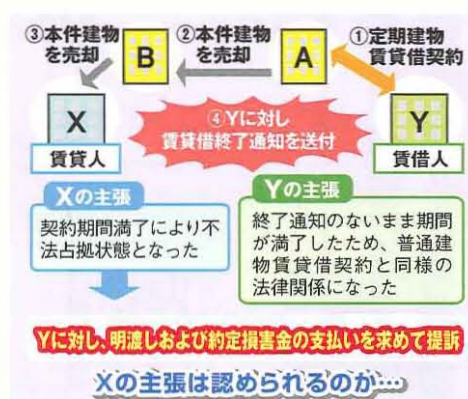 ③本件建物
を売却
B
②本件建物
を売却
A
①定期建物
賃貸借契約
X
賃貸人
④Yに対し
賃貸借終了通知を送付
Y
賃借人
Xの主張
契約期間満了により不
法占拠状態となった
Yの主張
終了通知のないまま期間
が満了したため、普通建
物賃貸借契約と同様の
法律関係になった
Yに対し、明渡しおよび約定損害金の支払いを求めて提訴
Xの主張は認められるのか…